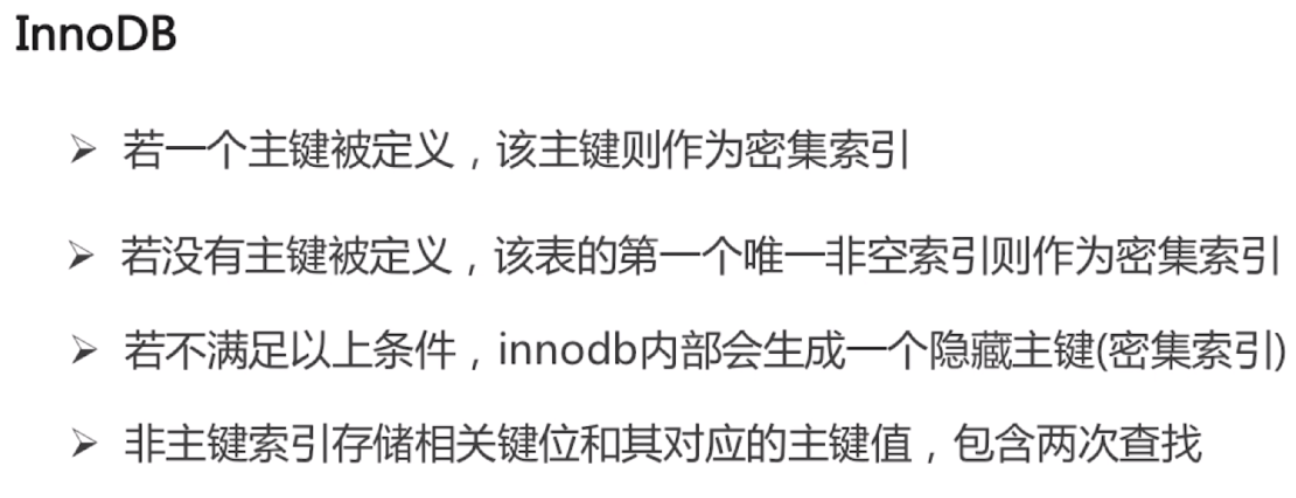 InnoDB
➢ 若一个主键被定义，该主键则作为密集索引
➢ 若没有主键被定义，该表的第一个唯一非空索引则作为密集索引
➢ 若不满足以上条件，innodb内部会生成一个隐藏主键(密集索引)
➢ 非主键索引存储相关键位和其对应的主键值，包含两次查找